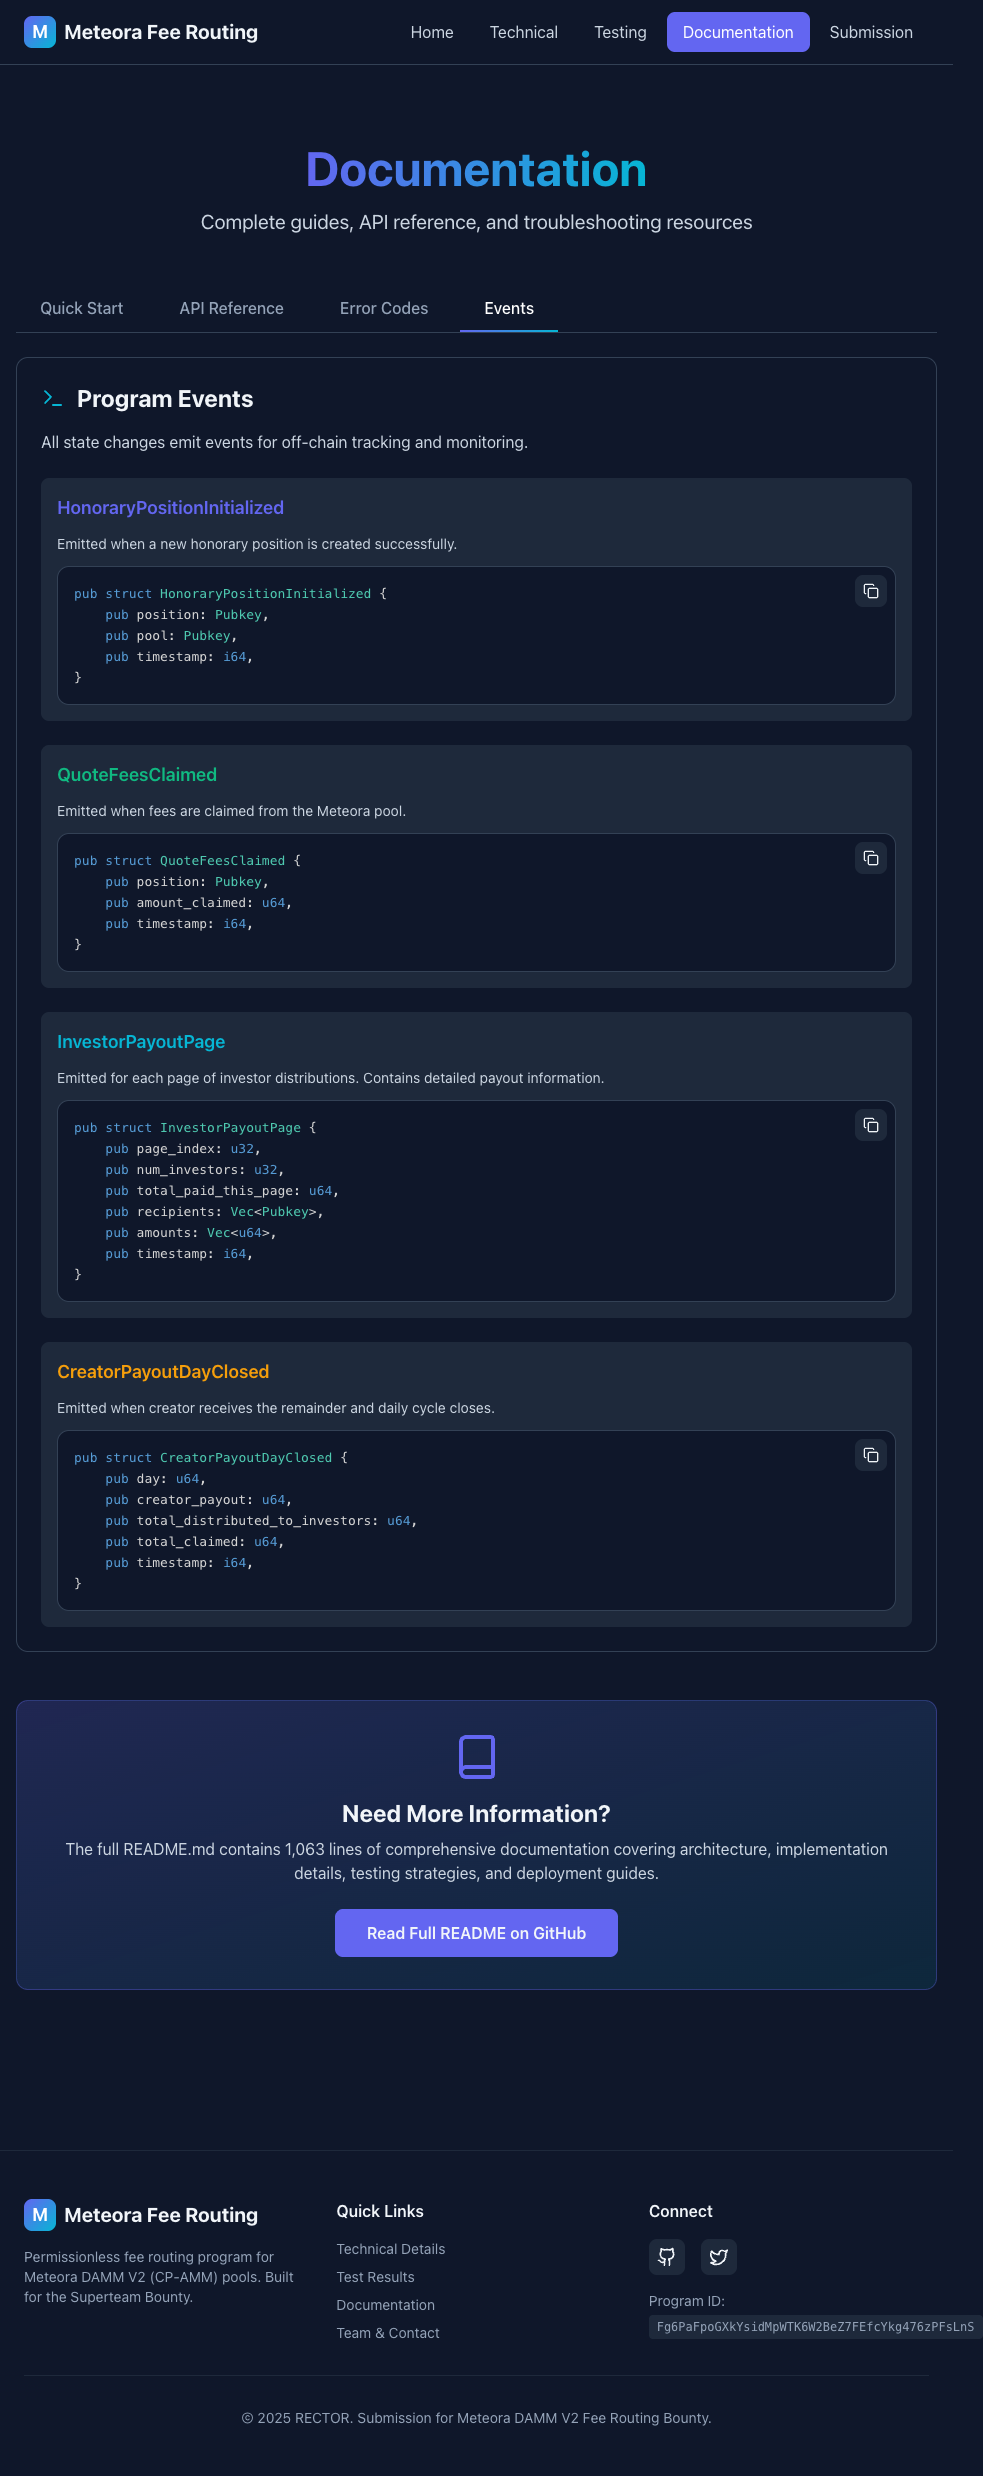 M Meteora Fee Routing
Home Technical Testing Documentation Submission
Documentation
Complete guides, API reference, and troubleshooting resources
Quick Start API Reference Error Codes Events
Program Events
All state changes emit events for off-chain tracking and monitoring.
HonoraryPositionInitialized
Emitted when a new honorary position is created successfully.
pub struct HonoraryPositionInitialized {
    pub position: Pubkey,
    pub pool: Pubkey,
    pub timestamp: i64,
}
QuoteFeesClaimed
Emitted when fees are claimed from the Meteora pool.
pub struct QuoteFeesClaimed {
    pub position: Pubkey,
    pub amount_claimed: u64,
    pub timestamp: i64,
}
InvestorPayoutPage
Emitted for each page of investor distributions. Contains detailed payout information.
pub struct InvestorPayoutPage {
    pub page_index: u32,
    pub num_investors: u32,
    pub total_paid_this_page: u64,
    pub recipients: Vec<Pubkey>,
    pub amounts: Vec<u64>,
    pub timestamp: i64,
}
CreatorPayoutDayClosed
Emitted when creator receives the remainder and daily cycle closes.
pub struct CreatorPayoutDayClosed {
    pub day: u64,
    pub creator_payout: u64,
    pub total_distributed_to_investors: u64,
    pub total_claimed: u64,
    pub timestamp: i64,
}
Need More Information?
The full README.md contains 1,063 lines of comprehensive documentation covering architecture, implementation
details, testing strategies, and deployment guides.
Read Full README on GitHub
M Meteora Fee Routing
Permissionless fee routing program for
Meteora DAMM V2 (CP-AMM) pools. Built
for the Superteam Bounty.
Quick Links
Technical Details
Test Results
Documentation
Team & Contact
Connect
Program ID:
Fg6PaFpoGXkYsidMpWTK6W2BeZ7FEfcYkg476zPFsLnS
© 2025 RECTOR. Submission for Meteora DAMM V2 Fee Routing Bounty.